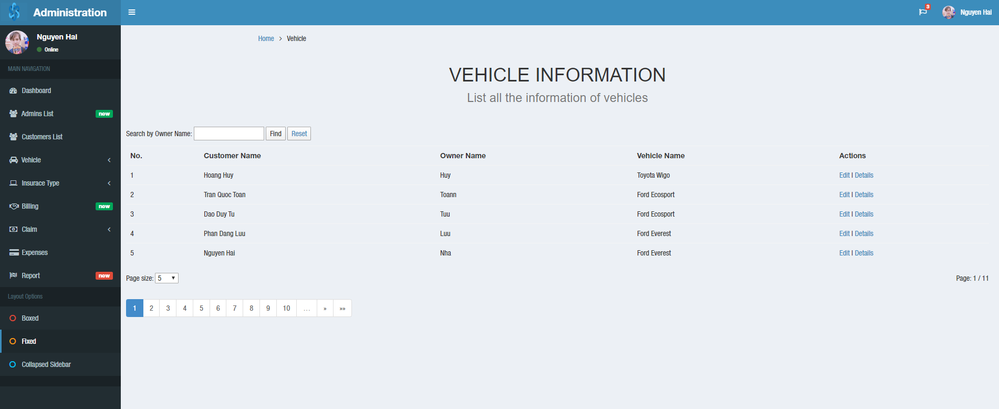 Administration
3
Nguyen Hai
Nguyen Hai
Online
MAIN NAVIGATION
Dashboard
Admins List new
Customers List
Vehicle
Insurace Type
Billing new
Claim
Expenses
Report new
Layout Options
Boxed
Fixed
Collapsed Sidebar
Home > Vehicle
VEHICLE INFORMATION
List all the information of vehicles
Search by Owner Name: Find Reset
No. Customer Name Owner Name Vehicle Name Actions
1 Hoang Huy Huy Toyota Wigo Edit | Details
2 Tran Quoc Toan Toann Ford Ecosport Edit | Details
3 Dao Duy Tu Tuu Ford Ecosport Edit | Details
4 Phan Dang Luu Luu Ford Everest Edit | Details
5 Nguyen Hai Nha Ford Everest Edit | Details
Page size: 5 Page: 1 / 11
1 2 3 4 5 6 7 8 9 10 … » »»